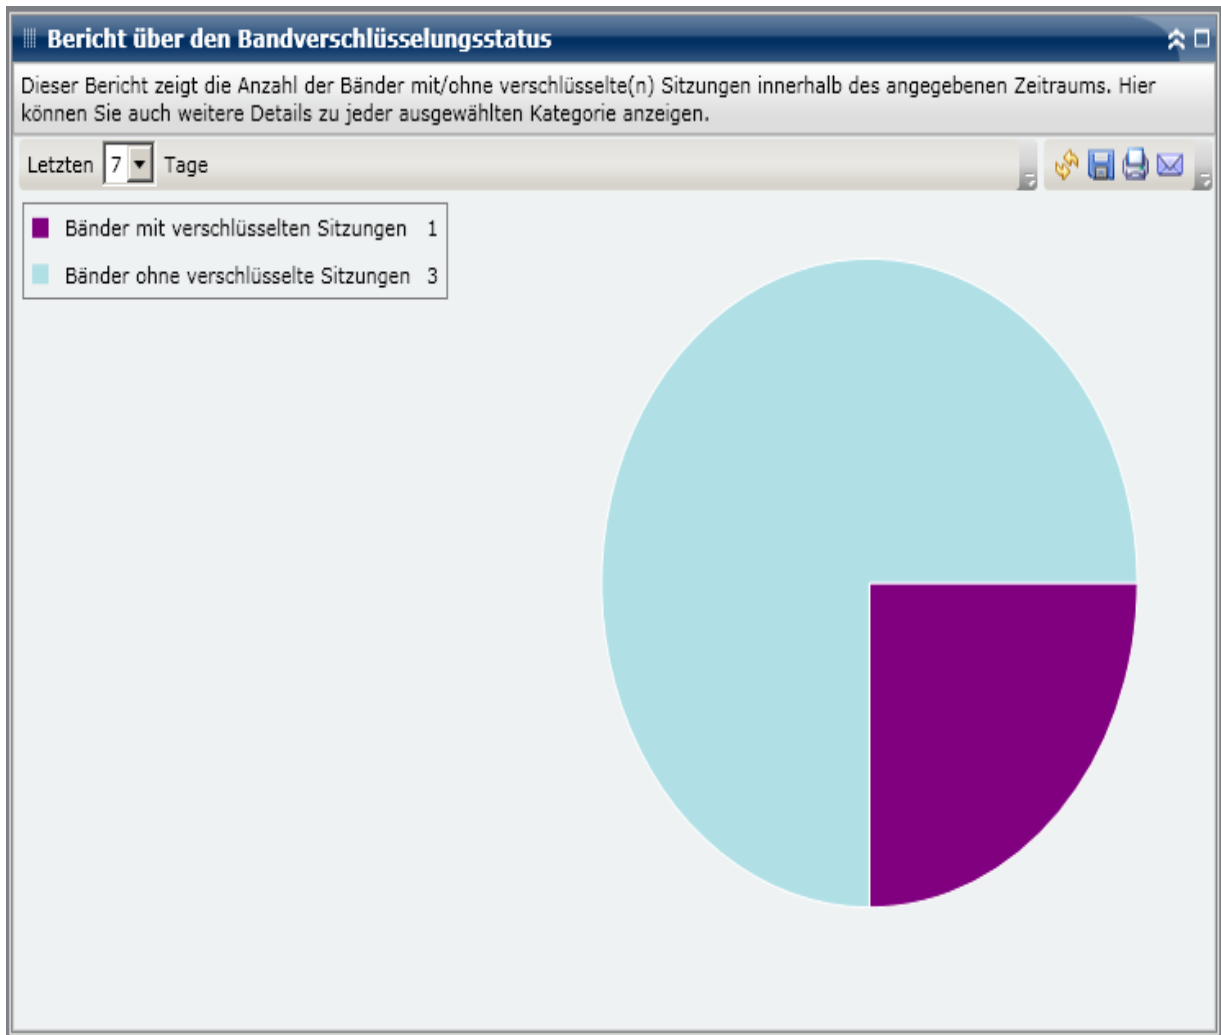 Bericht über den Bandverschlüsselungsstatus
Dieser Bericht zeigt die Anzahl der Bänder mit/ohne verschlüsselte(n) Sitzungen innerhalb des angegebenen Zeitraums. Hier
können Sie auch weitere Details zu jeder ausgewählten Kategorie anzeigen.
Letzten 7 Tage
Bänder mit verschlüsselten Sitzungen 1
Bänder ohne verschlüsselte Sitzungen 3